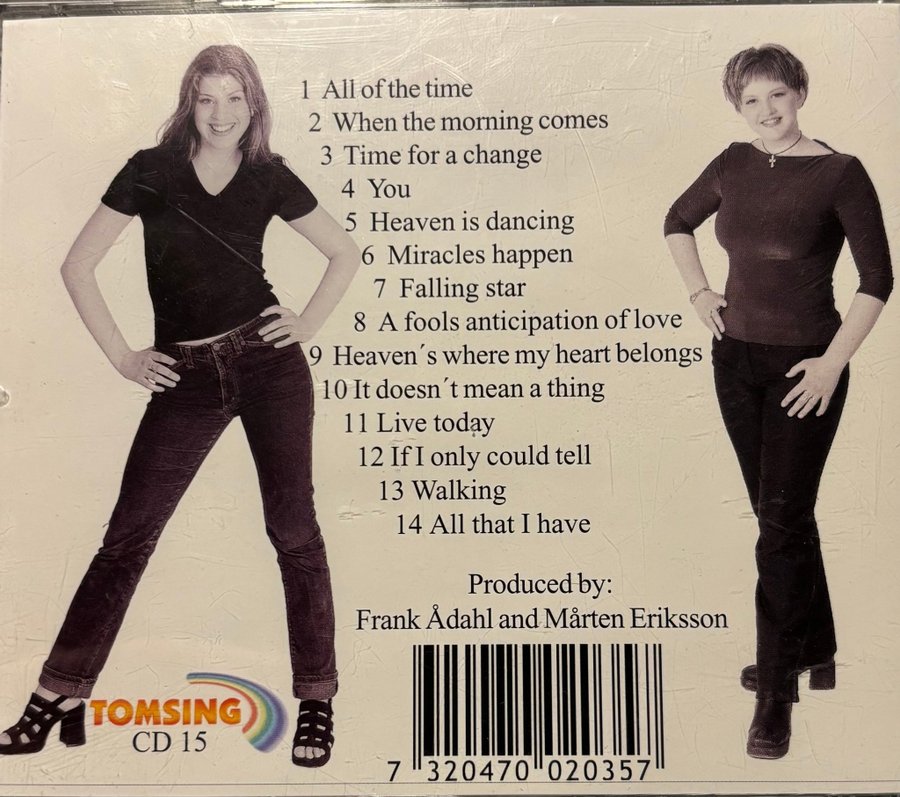 1 All of the time
2 When the morning comes
3 Time for a change
4 You
5 Heaven is dancing
6 Miracles happen
7 Falling star
8 A fools anticipation of love
9 Heaven´s where my heart belongs
10 It doesn´t mean a thing
11 Live today
12 If I only could tell
13 Walking
14 All that I have
Produced by:
Frank Ådahl and Mårten Eriksson
TOMSING
CD 15
7 320470 020357